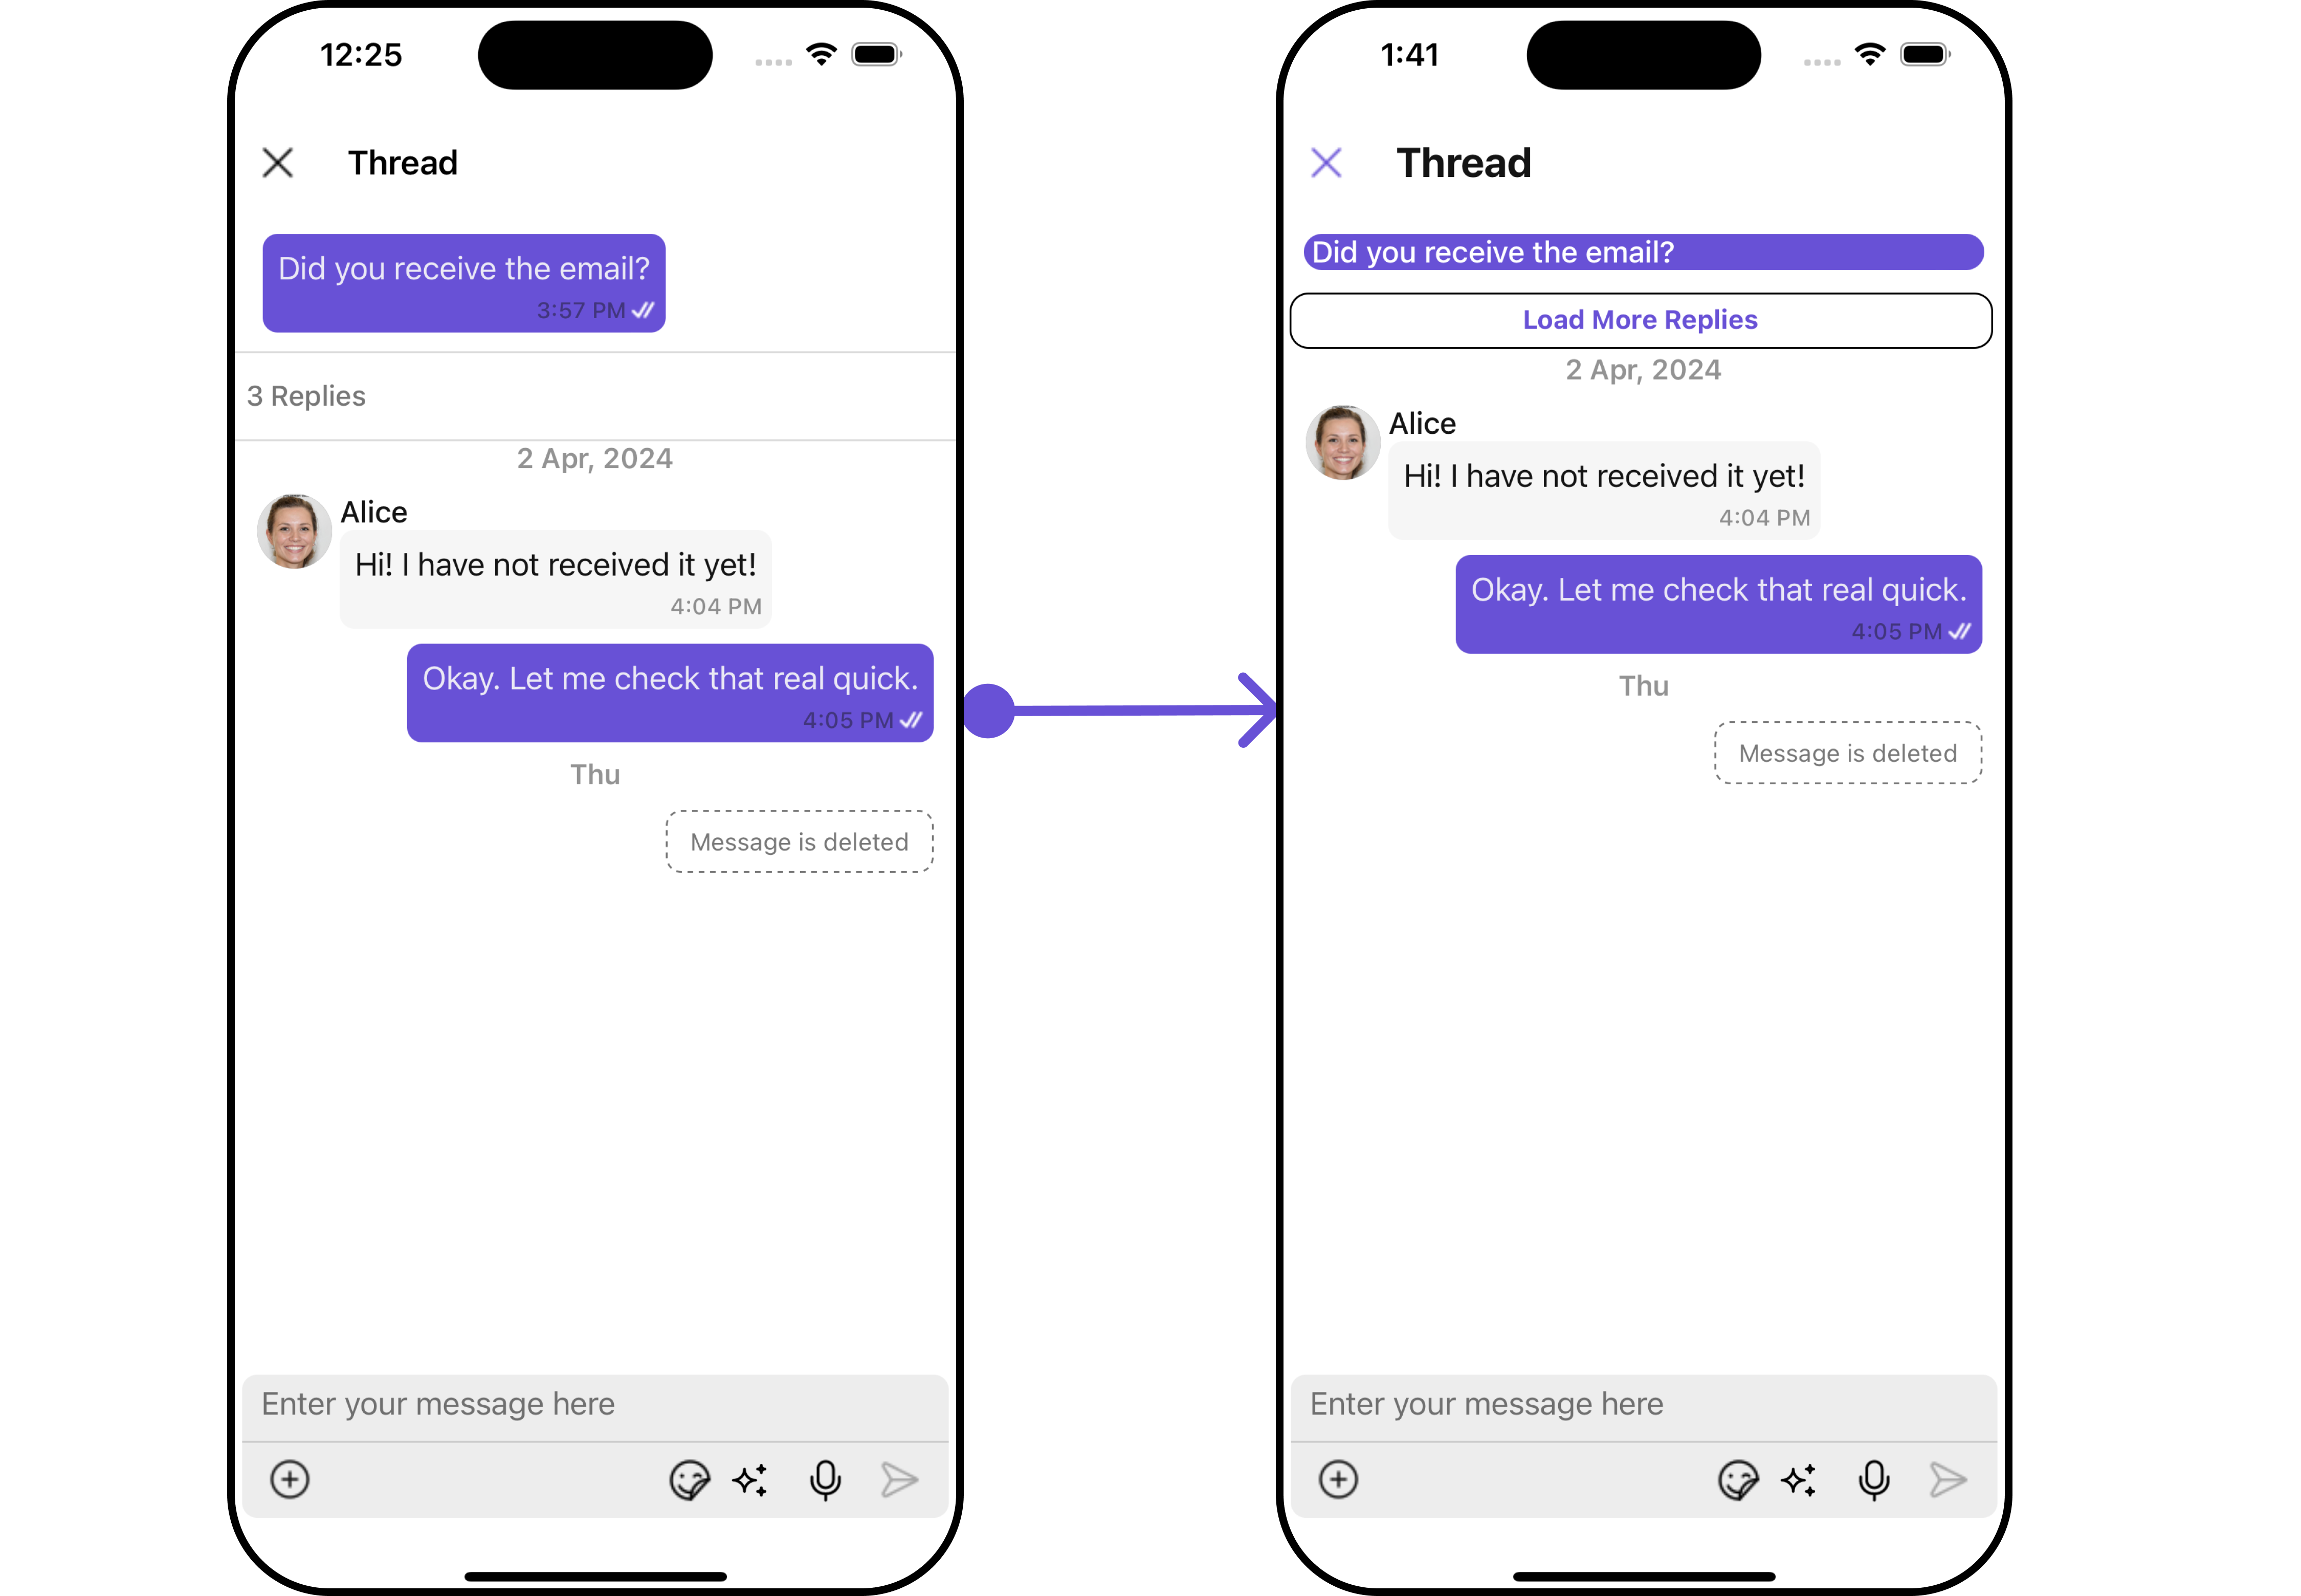 12:25
Thread
Did you receive the email?
3:57 PM
3 Replies
2 Apr, 2024
Alice
Hi! I have not received it yet!
4:04 PM
Okay. Let me check that real quick.
4:05 PM
Thu
Message is deleted
Enter your message here
1:41
Thread
Did you receive the email?
Load More Replies
2 Apr, 2024
Alice
Hi! I have not received it yet!
4:04 PM
Okay. Let me check that real quick.
4:05 PM
Thu
Message is deleted
Enter your message here